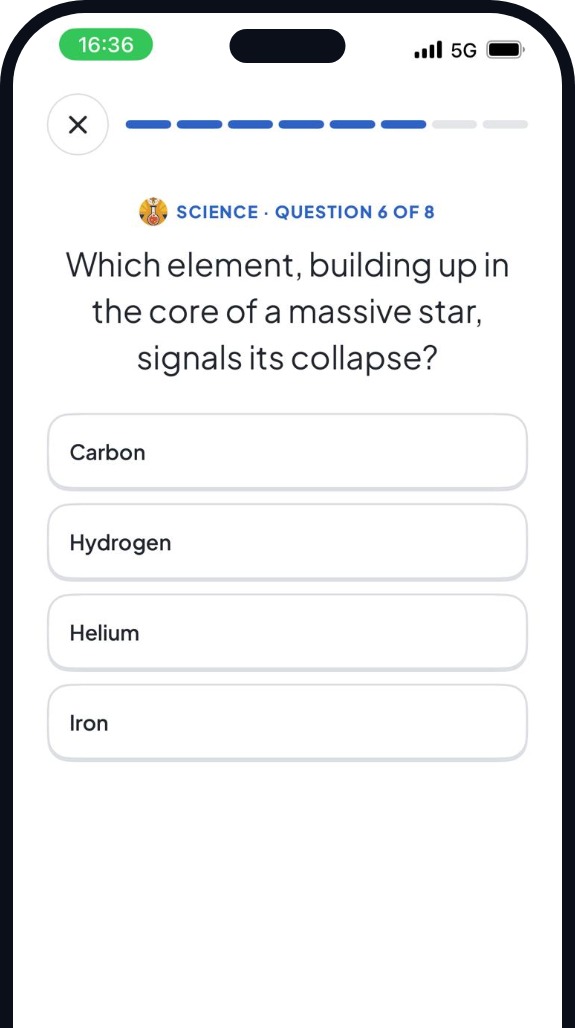 16:36
5G
SCIENCE · QUESTION 6 OF 8
Which element, building up in
the core of a massive star,
signals its collapse?
Carbon
Hydrogen
Helium
Iron